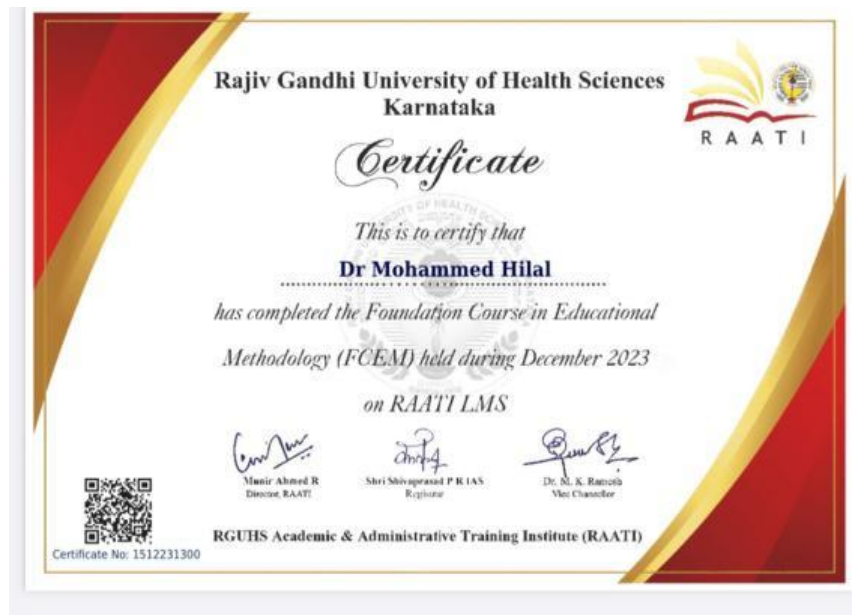 Rajiv Gandhi University of Health Sciences
Karnataka
RAATI
Certificate
This is to certify that
Dr Mohammed Hilal
has completed the Foundation Course in Educational
Methodology (FCEM) held during December 2023
on RAATI LMS
Munir Ahmed R
Director, RAATI
Shri Shivaprasad P R IAS
Registrar
Dr. M. K. Ramesh
Vice Chancellor
RGUHS Academic & Administrative Training Institute (RAATI)
Certificate No: 1512231300